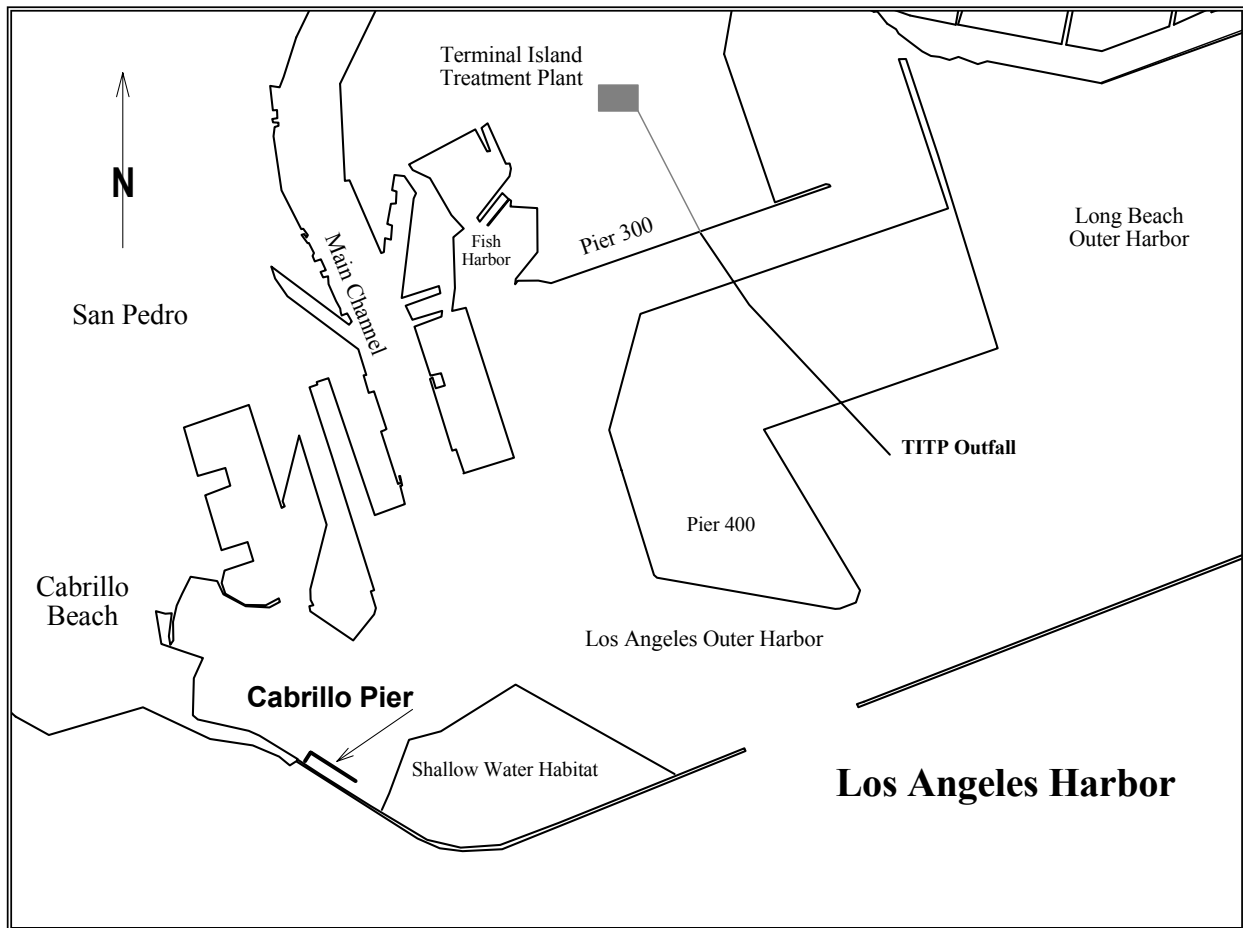 Terminal Island
Treatment Plant
N
Long Beach
Outer Harbor
Pier 300
Fish
Harbor
Main Channel
San Pedro
TITP Outfall
Pier 400
Cabrillo
Beach
Los Angeles Outer Harbor
Cabrillo Pier
Shallow Water Habitat
Los Angeles Harbor